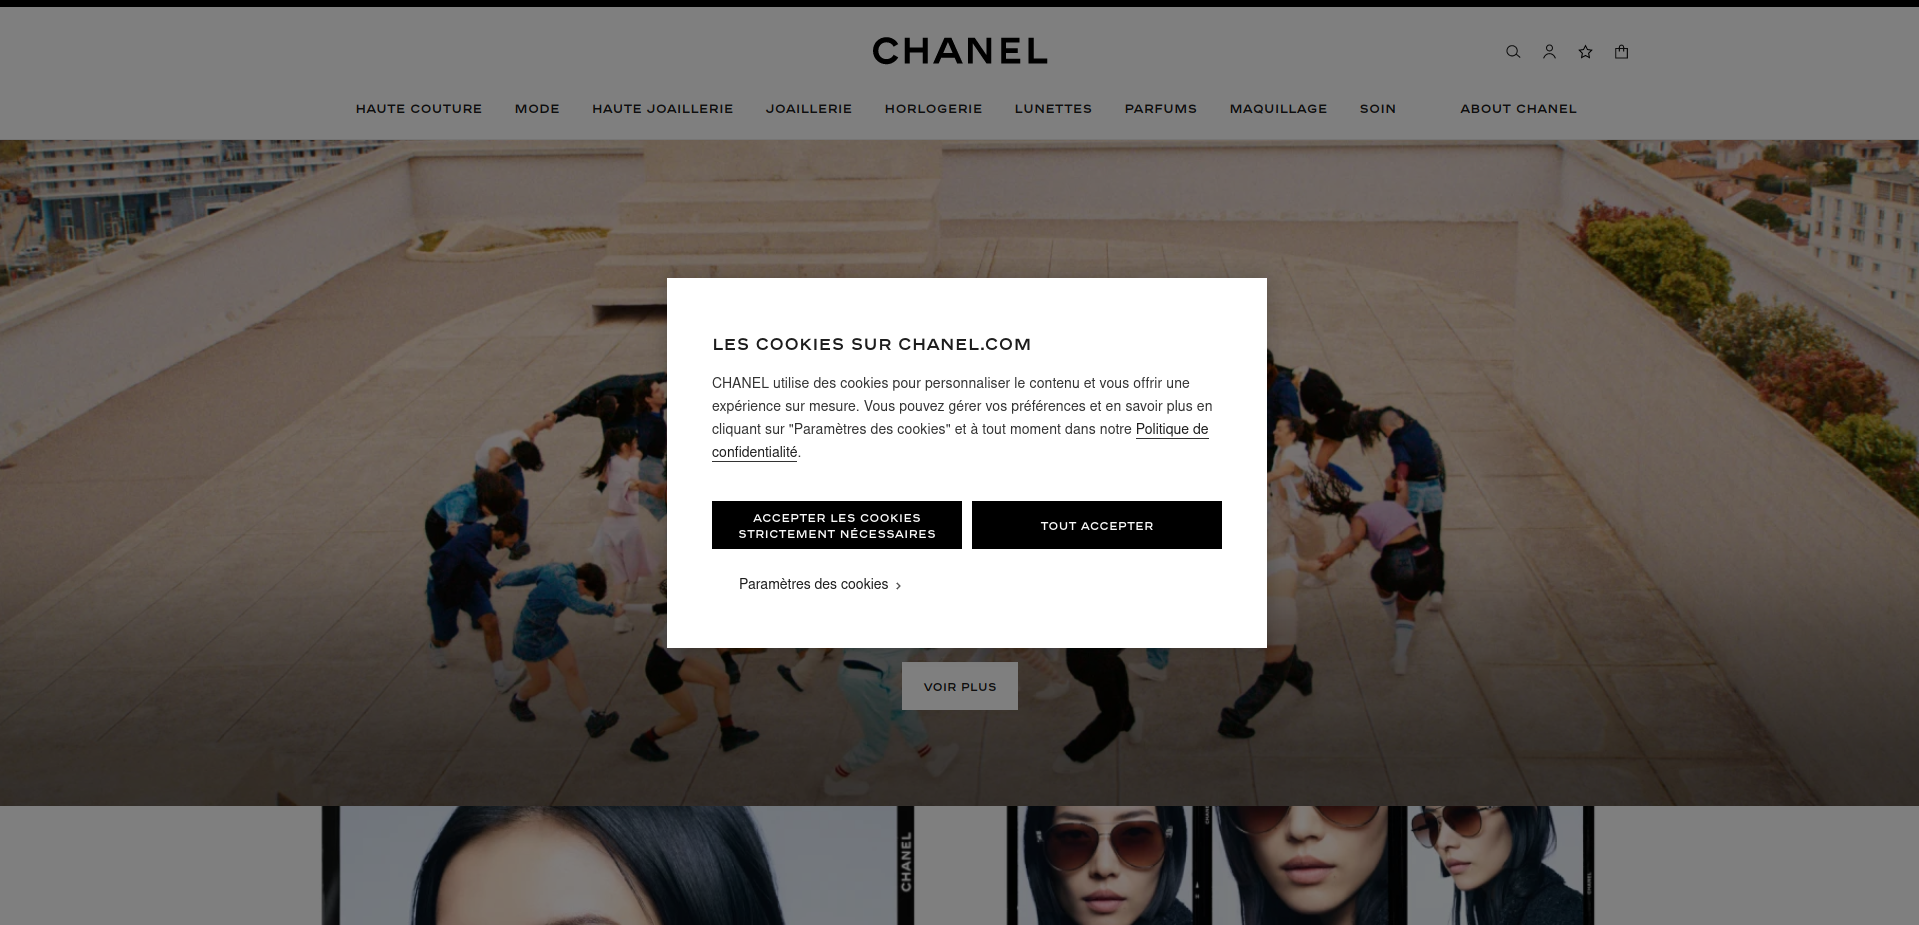 CHANEL
HAUTE COUTURE MODE HAUTE JOAILLERIE JOAILLERIE HORLOGERIE LUNETTES PARFUMS MAQUILLAGE SOIN ABOUT CHANEL
LES COOKIES SUR CHANEL.COM
CHANEL utilise des cookies pour personnaliser le contenu et vous offrir une
expérience sur mesure. Vous pouvez gérer vos préférences et en savoir plus en
cliquant sur "Paramètres des cookies" et à tout moment dans notre Politique de
confidentialité.
ACCEPTER LES COOKIES
STRICTEMENT NÉCESSAIRES
TOUT ACCEPTER
Paramètres des cookies
VOIR PLUS
CHANEL